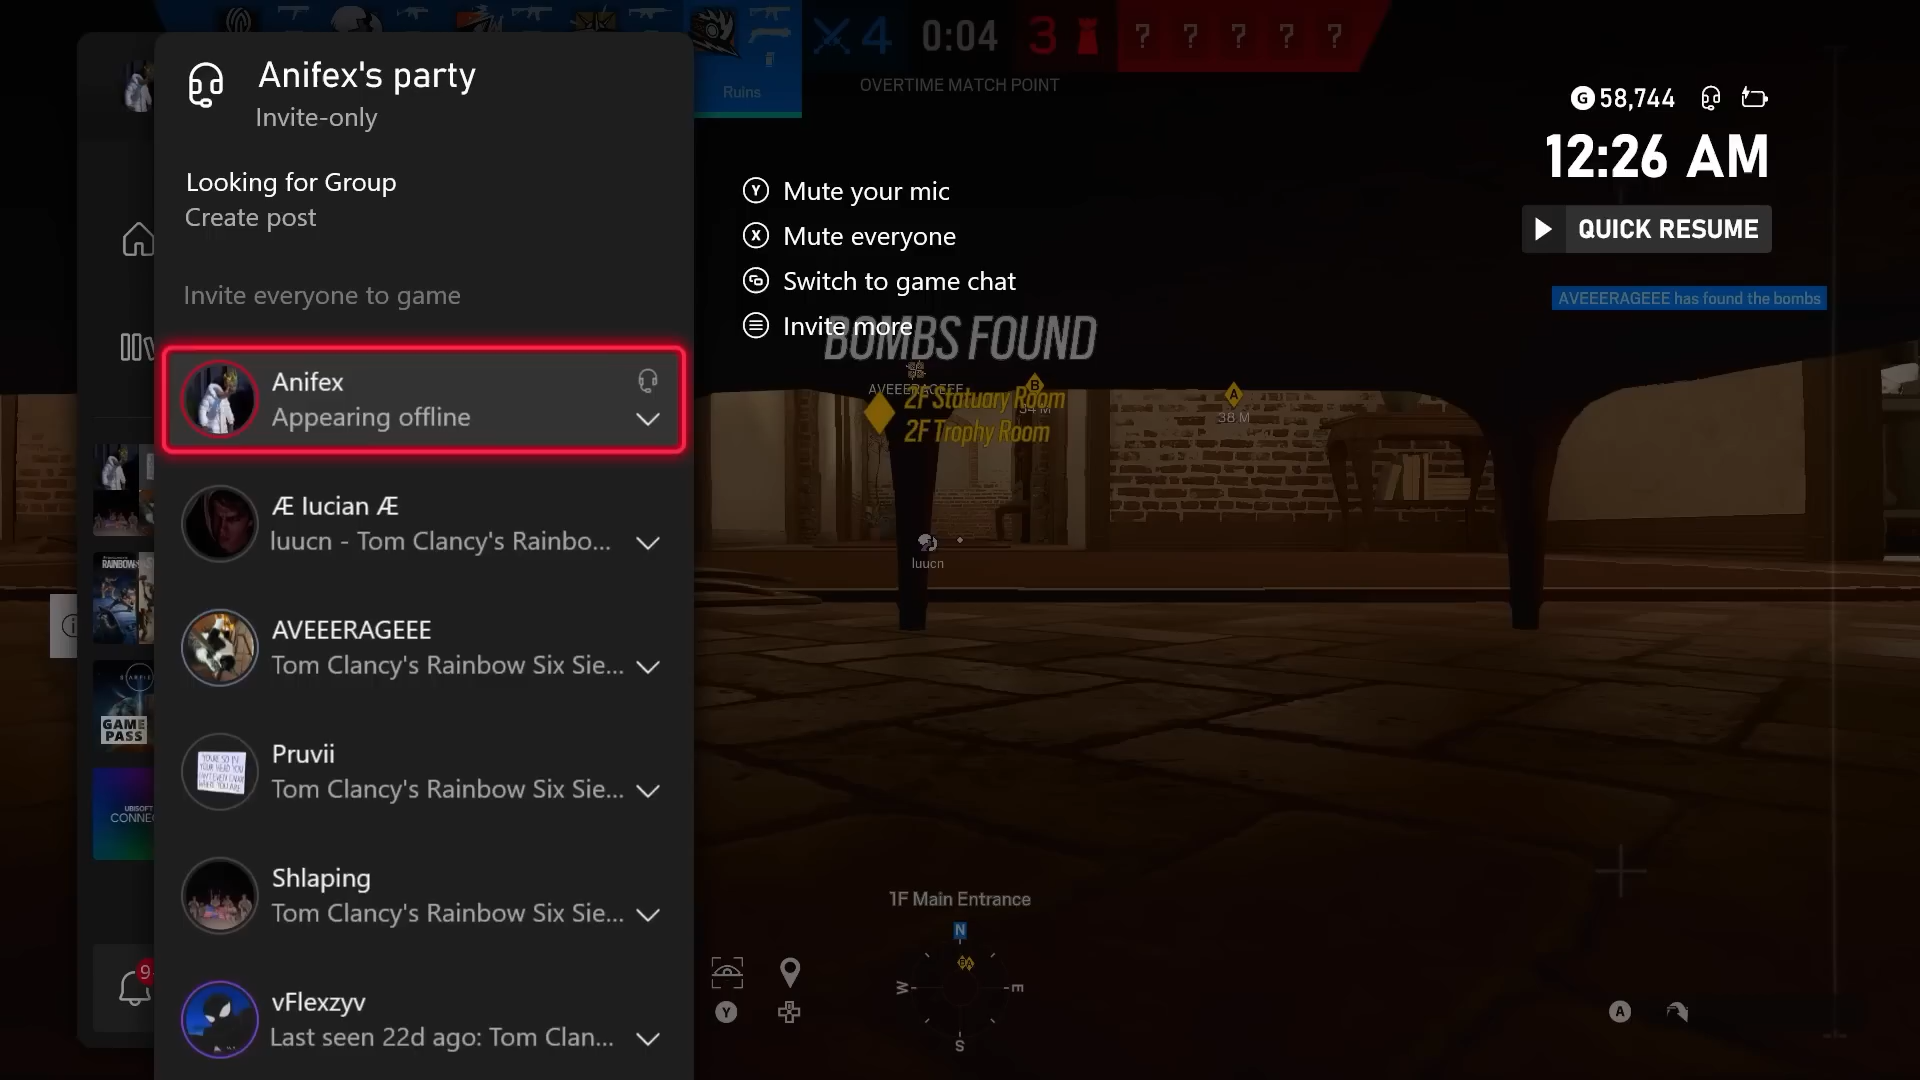 Anifex's party
Invite-only
Looking for Group
Create post
Invite everyone to game
Anifex
Appearing offline
Æ lucian Æ
luucn - Tom Clancy's Rainbo...
AVEEERAGEEE
Tom Clancy's Rainbow Six Sie...
Pruvii
Tom Clancy's Rainbow Six Sie...
Shlaping
Tom Clancy's Rainbow Six Sie...
vFlexzyv
Last seen 22d ago: Tom Clan...
RAINBOW
GAME
PASS
UBISOFT
CONNE
9
Ruins
4
0:04
3
? ? ? ? ?
OVERTIME MATCH POINT
Y Mute your mic
X Mute everyone
Switch to game chat
Invite more
BOMBS FOUND
AVEEERAGEEE
2F Statuary Room
2F Trophy Room
B
A
38 M
luucn
G 58,744
12:26 AM
QUICK RESUME
AVEEERAGEEE has found the bombs
1F Main Entrance
N
W
E
S
Y
A